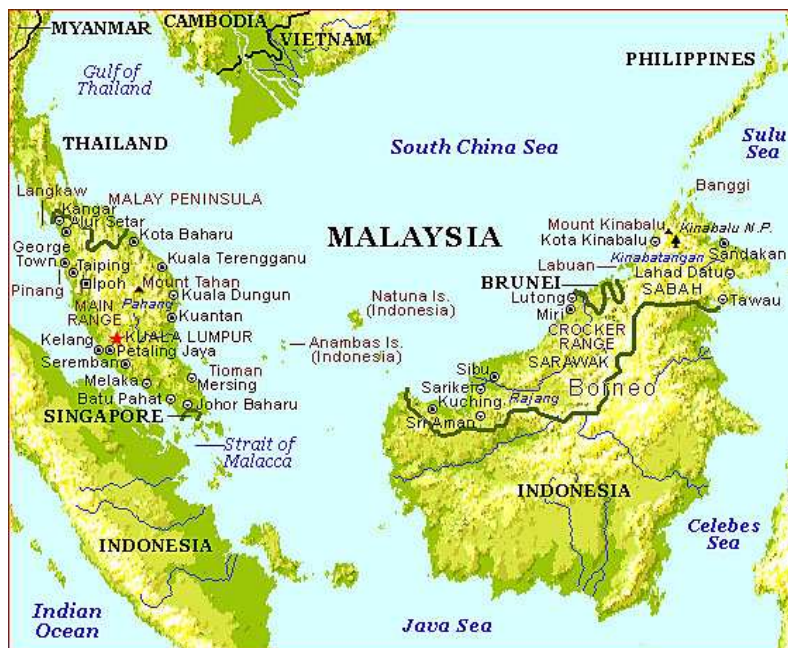 MYANMAR
CAMBODIA
VIETNAM
PHILIPPINES
Gulf of
Thailand
THAILAND
South China Sea
Sulu
Sea
Langkaw
MALAY PENINSULA
Banggi
Kangar
Alur Setar
Kota Baharu
MALAYSIA
Mount Kinabalu
Kinabalu N.P.
Kota Kinabalu
George
Town
Taiping
Kuala Terengganu
Kinabatangan
Sandakan
Labuan
Lahad Datu
Pinang
Ipoh
Mount Tahan
BRUNEI
SABAH
MAIN
RANGE
Pahang
Kuala Dungun
Natuna Is.
(Indonesia)
Lutong
Tawau
Miri
Kuantan
KUALA LUMPUR
CROCKER
RANGE
Kelang
Petaling Jaya
Anambas Is.
(Indonesia)
SARAWAK
Seremban
Tioman
Sibu
Melaka
Mersing
Sarikei
Rajang
Borneo
Batu Pahat
Johor Baharu
Kuching
SINGAPORE
Sri Aman
Strait of
Malacca
INDONESIA
INDONESIA
Celebes
Sea
Indian
Ocean
Java Sea